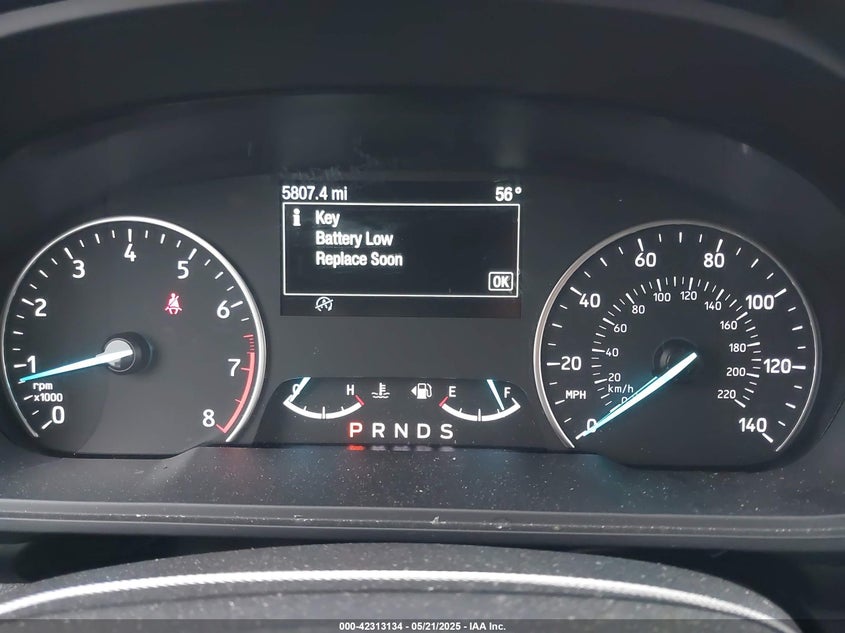 5807.4 mi 56°
i Key
Battery Low
Replace Soon
OK
0 1 2 3 4 5 6 7 8
rpm
x1000
C H E F
P R N D S
0 20 40 60 80 100 120 140
MPH
0 20 40 60 80 100 120 140 160 180 200 220
km/h
000-42313134 - 05/21/2025 - IAA Inc.